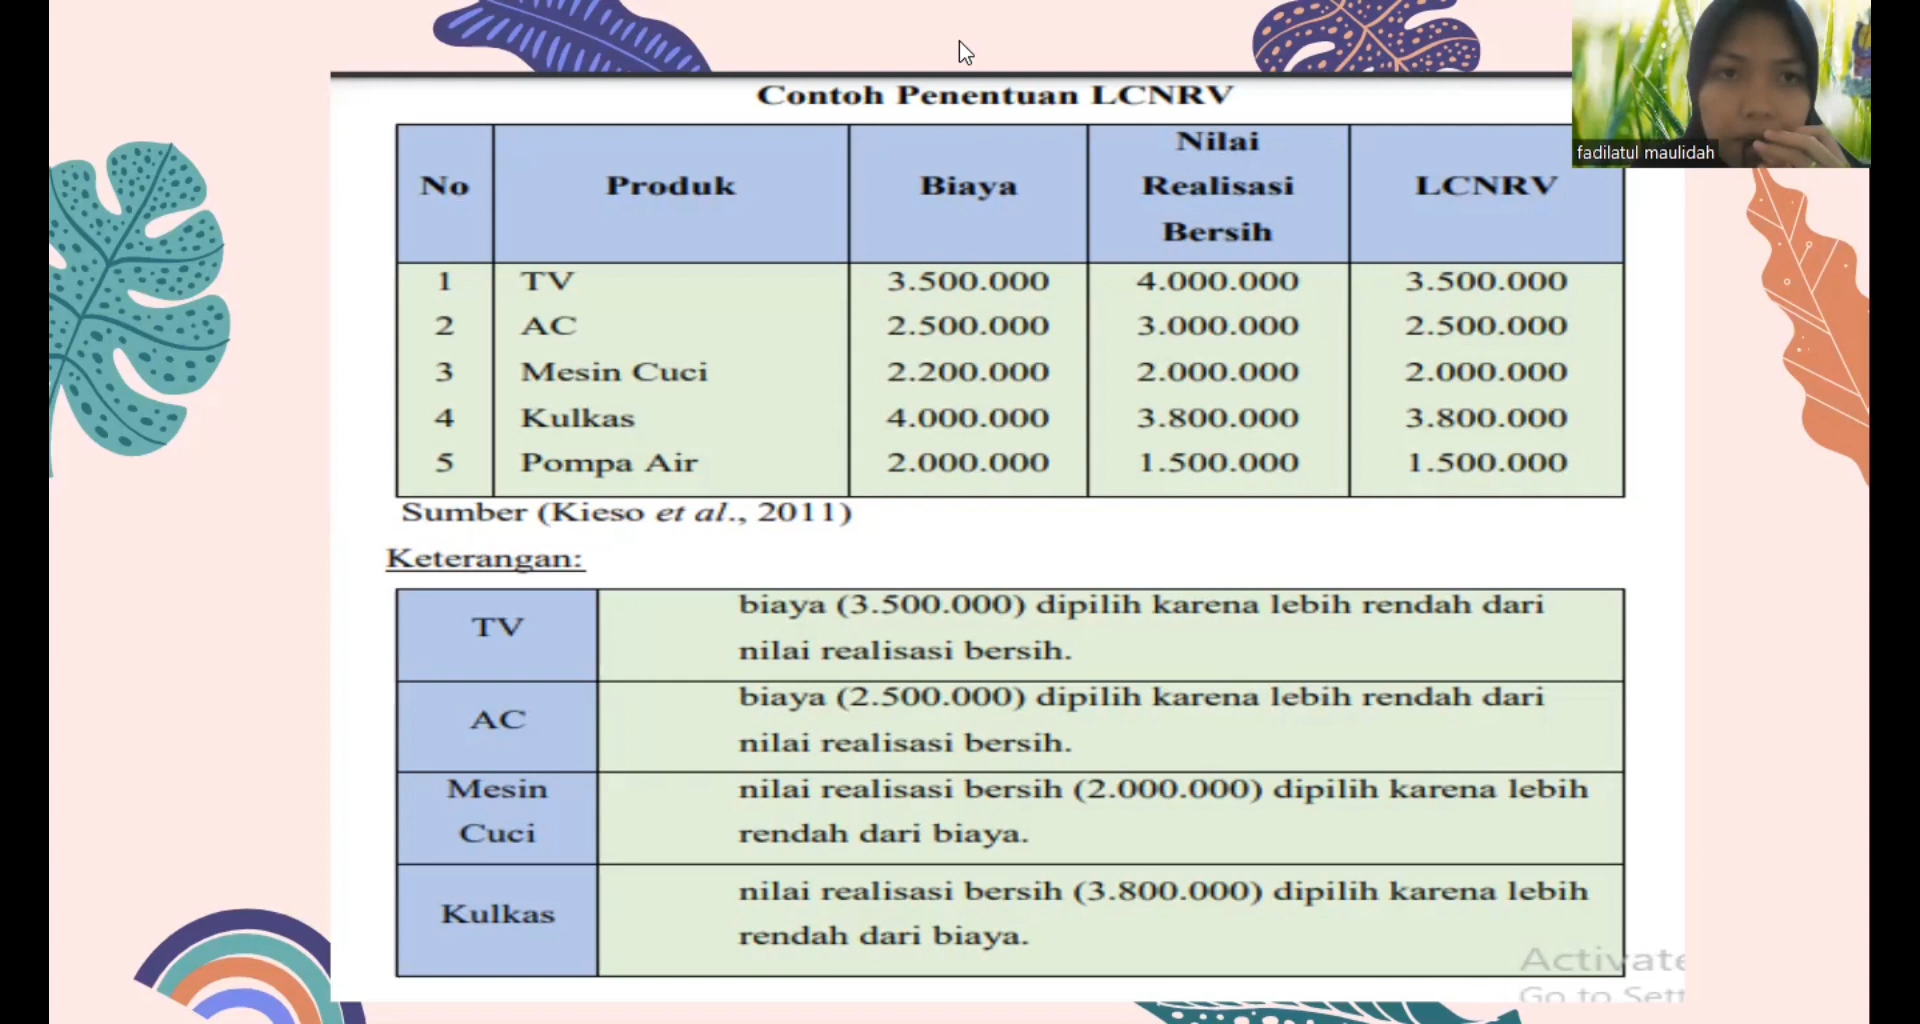 Contoh Penentuan LCNRV
No Produk Biaya Nilai Realisasi Bersih LCNRV
1 TV 3.500.000 4.000.000 3.500.000
2 AC 2.500.000 3.000.000 2.500.000
3 Mesin Cuci 2.200.000 2.000.000 2.000.000
4 Kulkas 4.000.000 3.800.000 3.800.000
5 Pompa Air 2.000.000 1.500.000 1.500.000
Sumber (Kieso et al., 2011)
Keterangan:
TV
biaya (3.500.000) dipilih karena lebih rendah dari
nilai realisasi bersih.
AC
biaya (2.500.000) dipilih karena lebih rendah dari
nilai realisasi bersih.
Mesin
Cuci
nilai realisasi bersih (2.000.000) dipilih karena lebih
rendah dari biaya.
Kulkas
nilai realisasi bersih (3.800.000) dipilih karena lebih
rendah dari biaya.
fadilatul maulidah
Activate
Go to